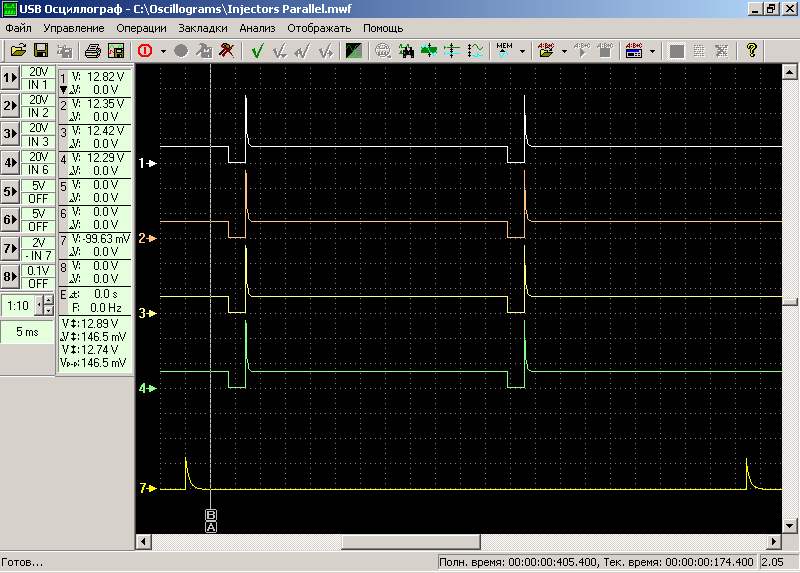 USB Осциллограф - C:\Oscillograms\Injectors Parallel.mwf
Файл Управление Операции Закладки Анализ Отображать Помощь
MEM
1 20V IN 1
2 20V IN 2
3 20V IN 3
4 20V IN 6
5 5V OFF
6 5V OFF
7 2V - IN 7
8 0.1V OFF
1:10
5 ms
1 V: 12.82 V
V: 0.0 V
2 V: 12.35 V
V: 0.0 V
3 V: 12.42 V
V: 0.0 V
4 V: 12.29 V
V: 0.0 V
5 V: 0.0 V
V: 0.0 V
6 V: 0.0 V
V: 0.0 V
7 V: -99.63 mV
V: 0.0 V
8 V: 0.0 V
V: 0.0 V
E t: 0.0 s
F: 0.0 Hz
V: 12.89 V
V: 146.5 mV
V: 12.74 V
Vp-p: 146.5 mV
1
2
3
4
7
B
A
Готов...
Полн. время: 00:00:00:405.400, Тек. время: 00:00:00:174.400
2.05